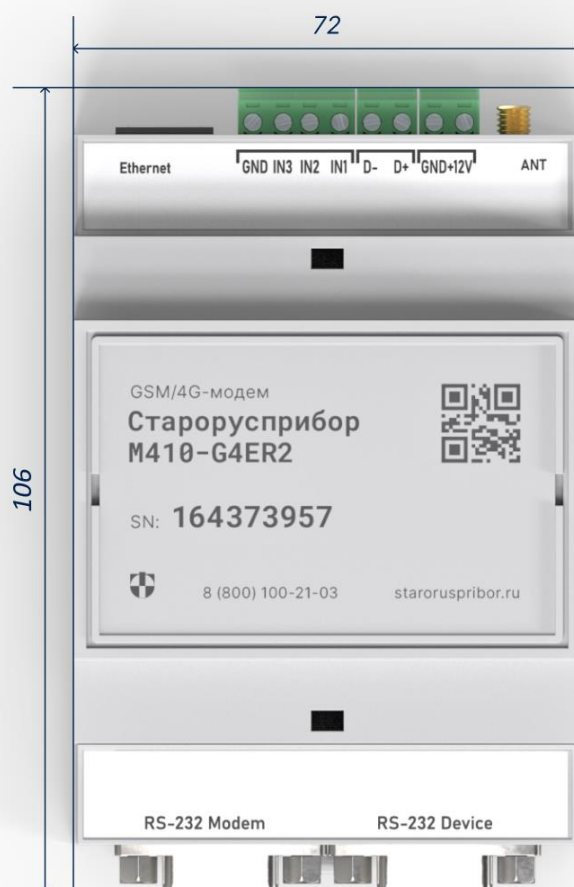 72
Ethernet
GND IN3 IN2 IN1 D- D+ GND+12V
ANT
106
GSM/4G-модем
Старорусприбор
M410-G4ER2
SN: 164373957
8 (800) 100-21-03
staroruspribor.ru
RS-232 Modem
RS-232 Device